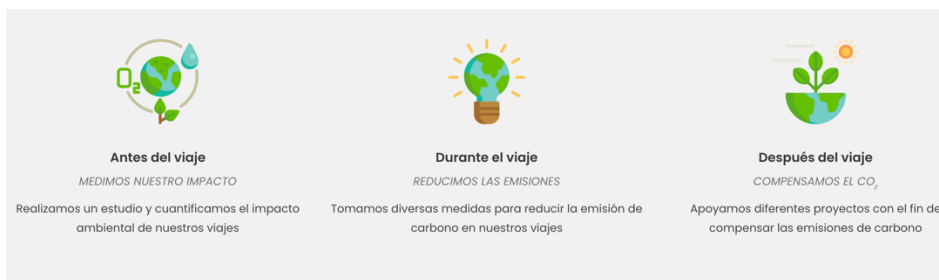 O₂
Antes del viaje
MEDIMOS NUESTRO IMPACTO
Realizamos un estudio y cuantificamos el impacto
ambiental de nuestros viajes
Durante el viaje
REDUCIMOS LAS EMISIONES
Tomamos diversas medidas para reducir la emisión de
carbono en nuestros viajes
Después del viaje
COMPENSAMOS EL CO₂
Apoyamos diferentes proyectos con el fin de
compensar las emisiones de carbono